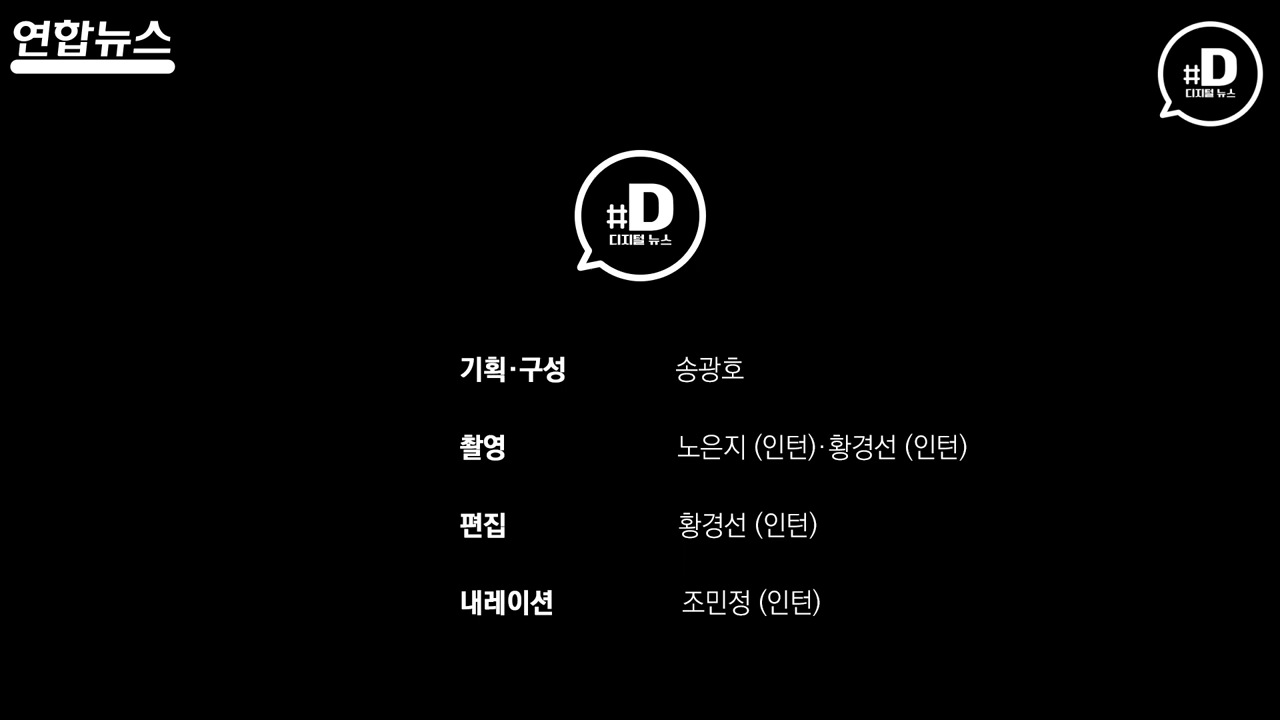 연합뉴스
#D
디지털 뉴스
#D
디지털 뉴스
기획·구성 송광호
촬영 노은지 (인턴)·황경선 (인턴)
편집 황경선 (인턴)
내레이션 조민정 (인턴)